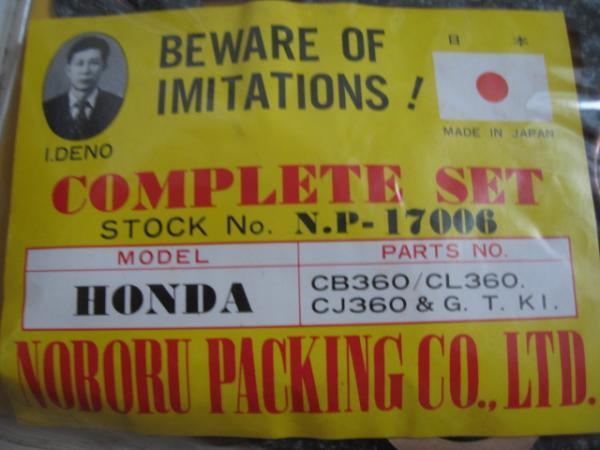 BEWARE OF
IMITATIONS !
日 本
MADE IN JAPAN
I.DENO
COMPLETE SET
STOCK No. N.P-17006
MODEL PARTS NO.
HONDA
CB360/CL360.
CJ360 & G. T. K1.
NOBORU PACKING CO., LTD.